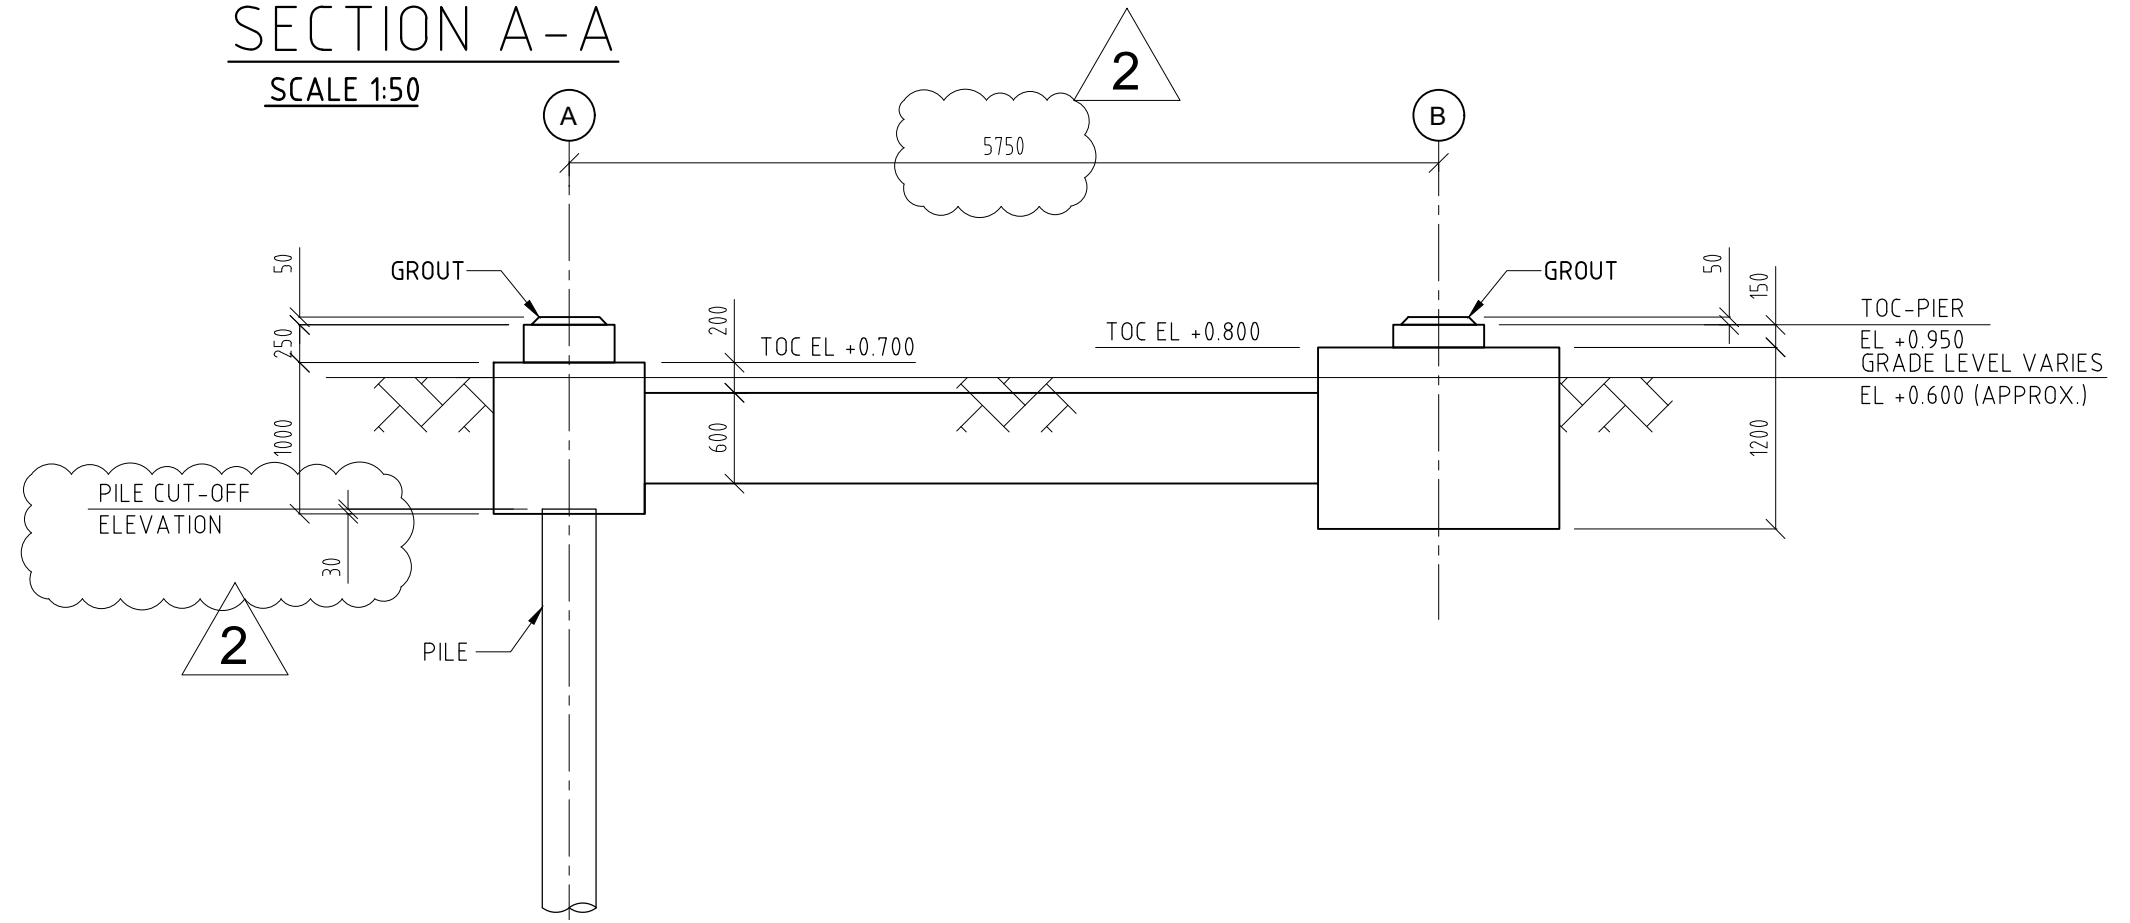 SECTION A-A
SCALE 1:50
2
A
B
5750
50
GROUT
GROUT
50
150
250
200
TOC EL +0.700
TOC EL +0.800
TOC-PIER
EL +0.950
GRADE LEVEL VARIES
EL +0.600 (APPROX.)
1000
600
1200
PILE CUT-OFF
ELEVATION
30
2
PILE